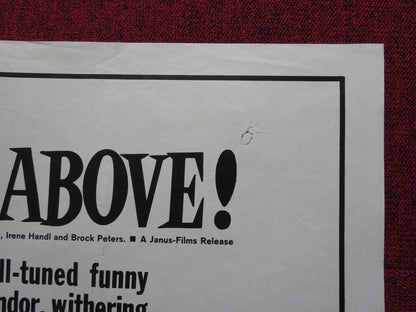 ABOVE!
, Irene Handl and Brock Peters. ■ A Janus-Films Release
ll-tuned funny
ndor, withering